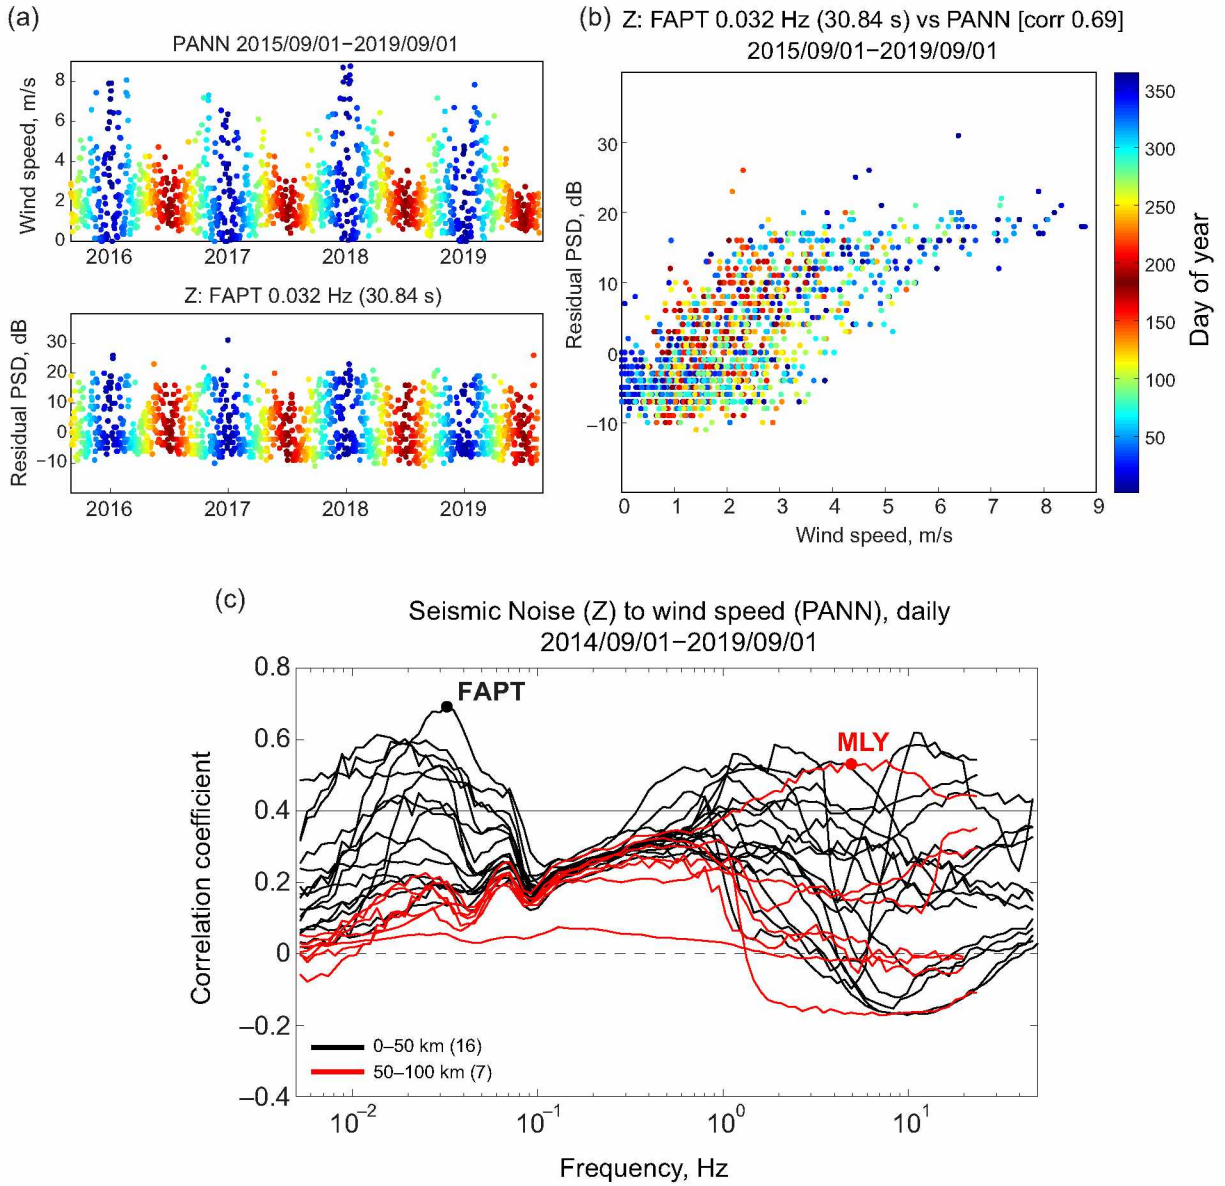 (a)
PANN 2015/09/01−2019/09/01
Wind speed, m/s
8
6
4
2
0
2016 2017 2018 2019
Z: FAPT 0.032 Hz (30.84 s)
Residual PSD, dB
30
20
10
0
−10
2016 2017 2018 2019
(b) Z: FAPT 0.032 Hz (30.84 s) vs PANN [corr 0.69]
2015/09/01−2019/09/01
Residual PSD, dB
30
20
10
0
−10
0 1 2 3 4 5 6 7 8 9
Wind speed, m/s
350
300
250
200
150
100
50
Day of year
(c)
Seismic Noise (Z) to wind speed (PANN), daily
2014/09/01−2019/09/01
Correlation coefficient
0.8
0.6
0.4
0.2
0
−0.2
−0.4
FAPT
MLY
0–50 km (16)
50–100 km (7)
10−2 10−1 100 101
Frequency, Hz